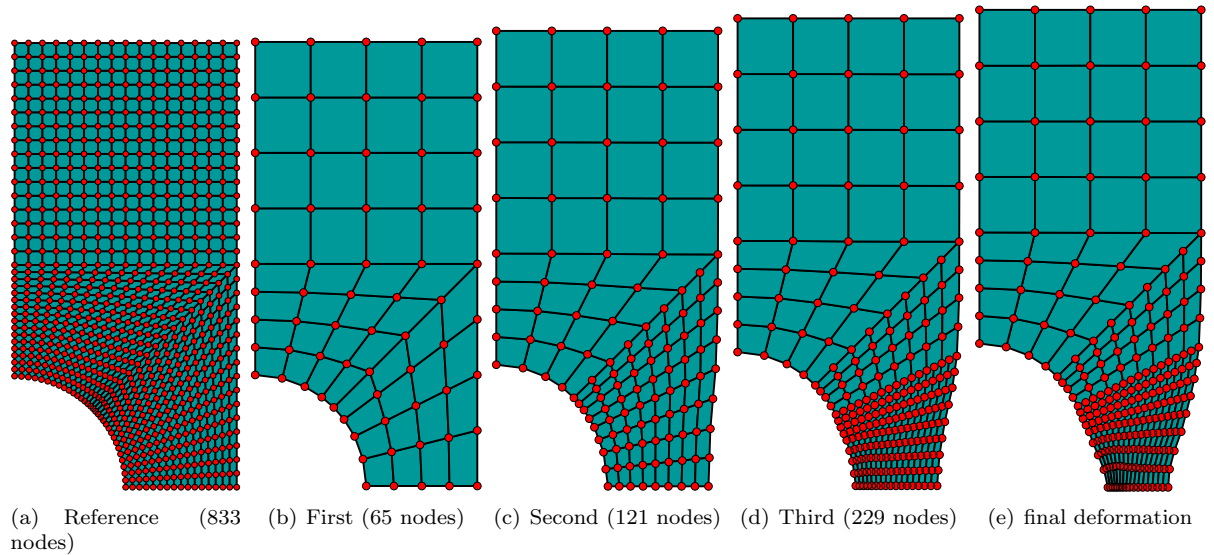 (a) Reference (833 nodes)
(b) First (65 nodes)
(c) Second (121 nodes)
(d) Third (229 nodes)
(e) final deformation